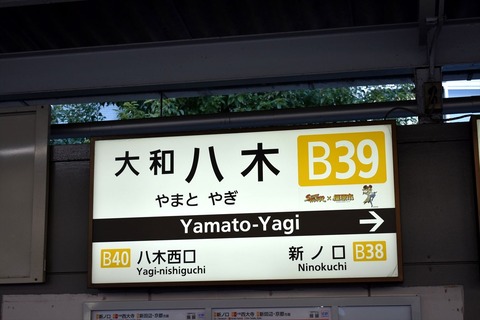 大和八木 B39
やまと やぎ
Yamato-Yagi
B40 八木西口 新ノ口 B38
Yagi-nishiguchi Ninokuchi